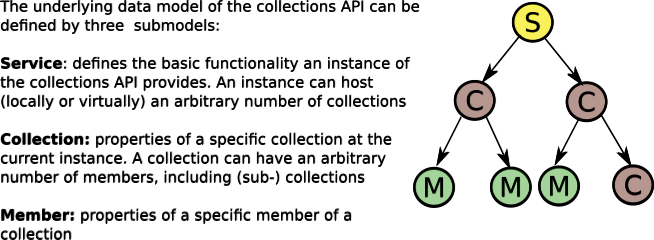 The underlying data model of the collections API can be
defined by three  submodels:
Service: defines the basic functionality an instance of
the collections API provides. An instance can host
(locally or virtually) an arbitrary number of collections
Collection: properties of a specific collection at the
current instance. A collection can have an arbitrary
number of members, including (sub-) collections
Member: properties of a specific member of a
collection
S
C C
M M M C